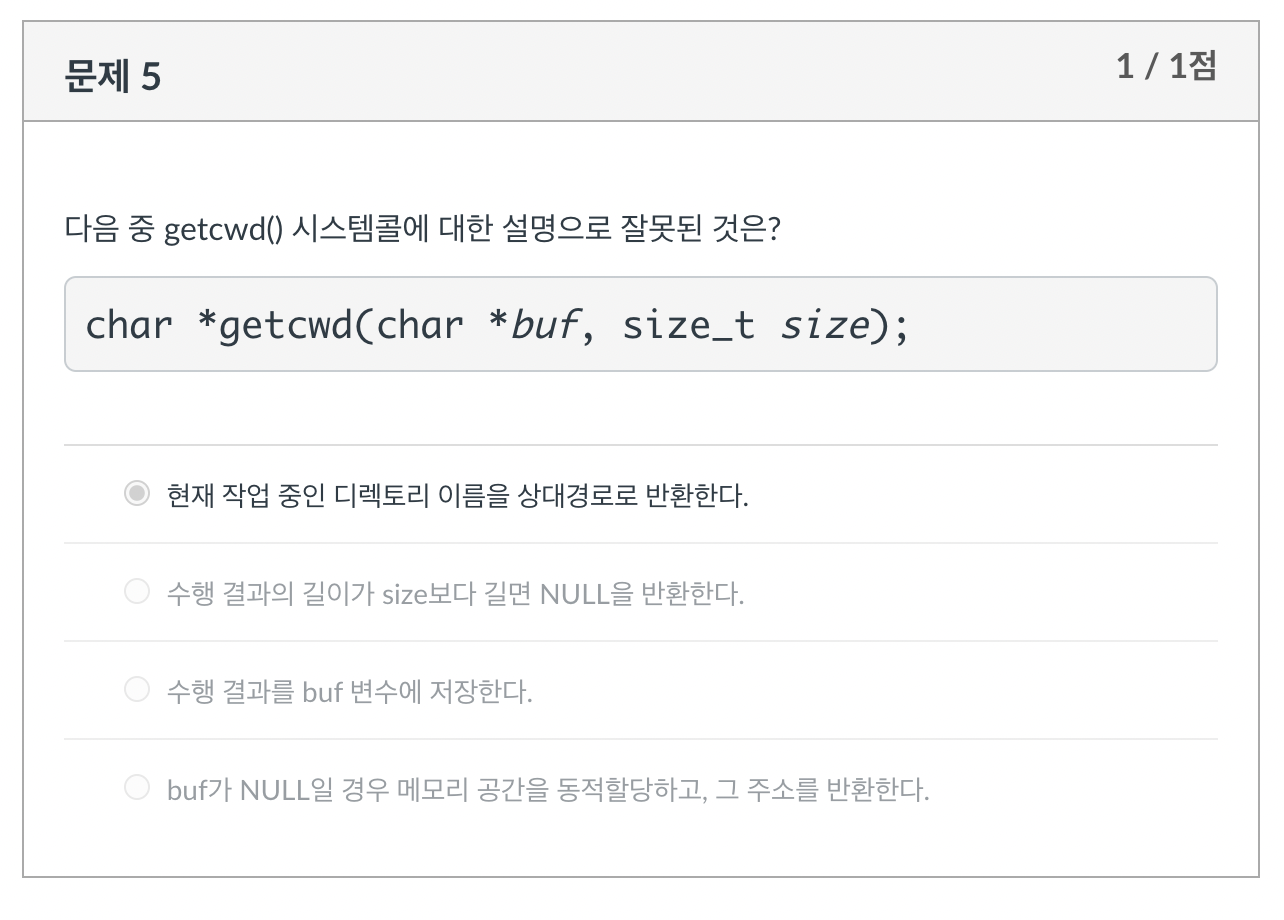 문제 5
1 / 1점
다음 중 getcwd() 시스템콜에 대한 설명으로 잘못된 것은?
char *getcwd(char *buf, size_t size);
현재 작업 중인 디렉토리 이름을 상대경로로 반환한다.
수행 결과의 길이가 size보다 길면 NULL을 반환한다.
수행 결과를 buf 변수에 저장한다.
buf가 NULL일 경우 메모리 공간을 동적할당하고, 그 주소를 반환한다.